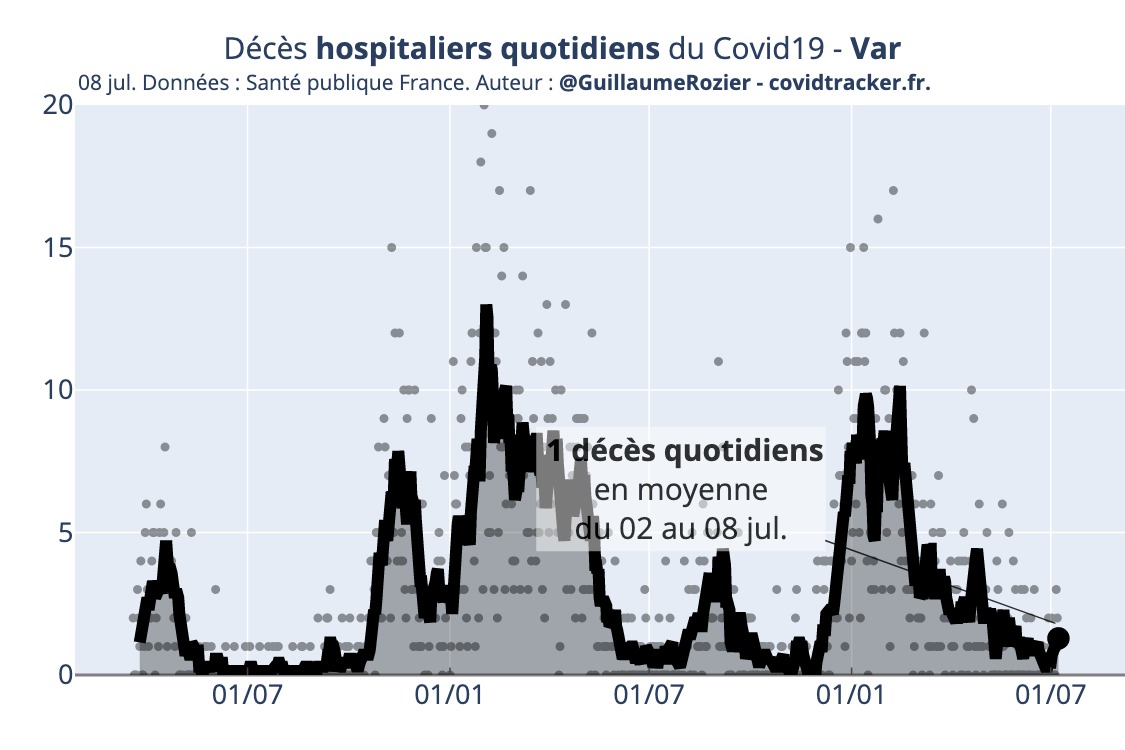 Décès hospitaliers quotidiens du Covid19 - Var
08 jul. Données : Santé publique France. Auteur : @GuillaumeRozier - covidtracker.fr.
20
15
10
5
0
1 décès quotidiens
en moyenne
du 02 au 08 jul.
01/07 01/01 01/07 01/01 01/07